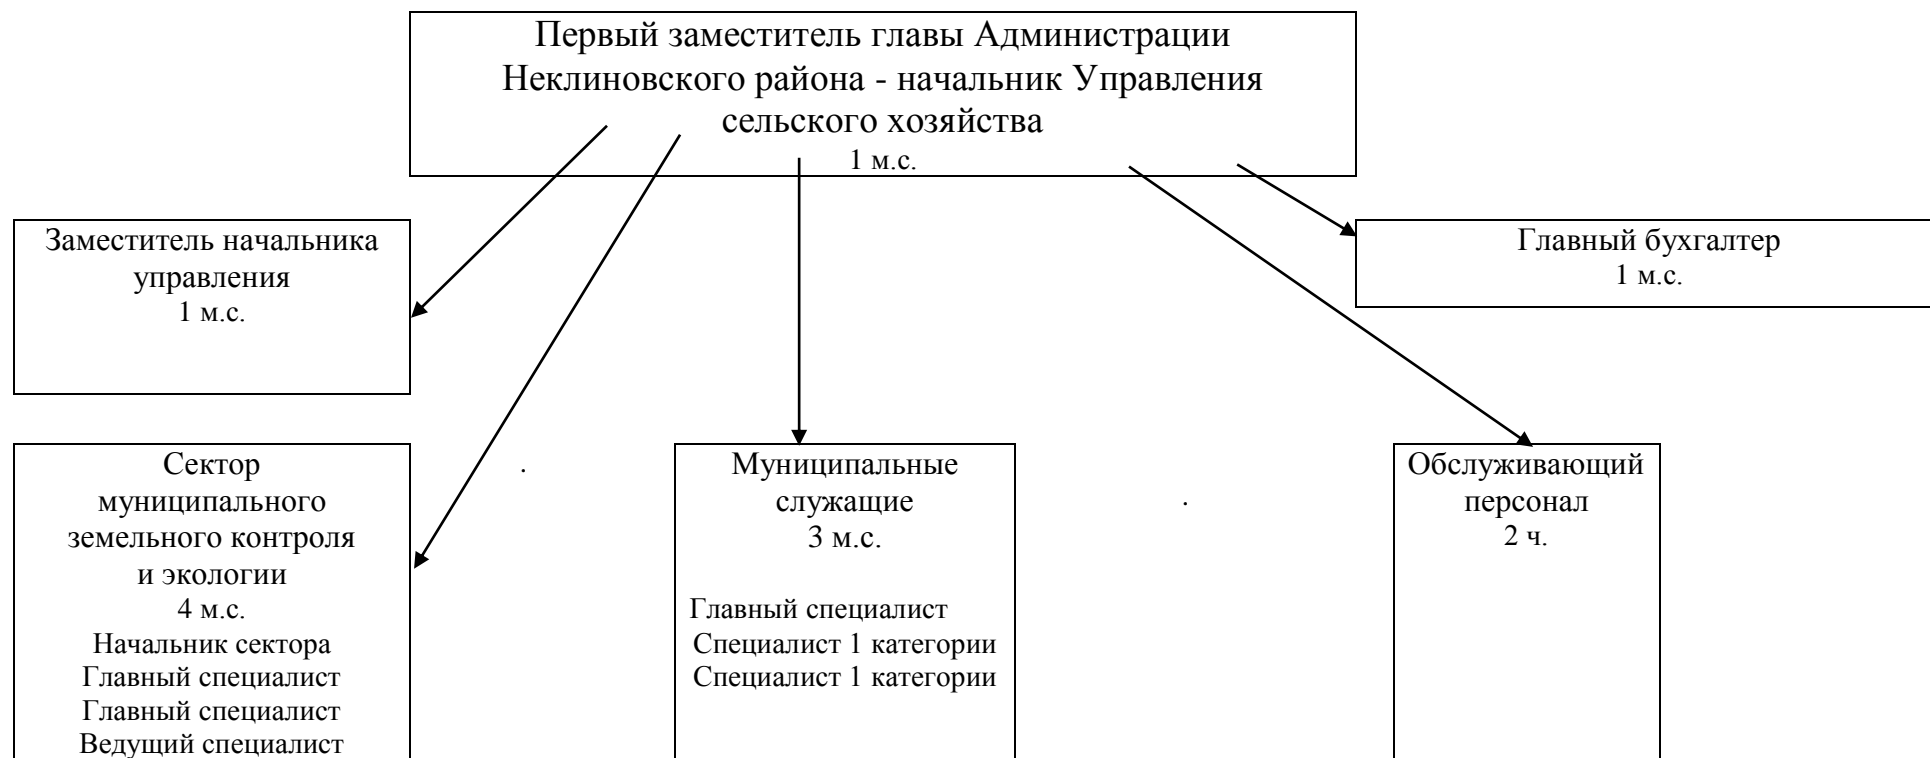 Первый заместитель главы Администрации
Неклиновского района - начальник Управления
сельского хозяйства
1 м.с.
Заместитель начальника
управления
1 м.с.
Главный бухгалтер
1 м.с.
Сектор
муниципального
земельного контроля
и экологии
4 м.с.
Начальник сектора
Главный специалист
Главный специалист
Ведущий специалист
.
Муниципальные
служащие
3 м.с.
Главный специалист
Специалист 1 категории
Специалист 1 категории
.
Обслуживающий
персонал
2 ч.